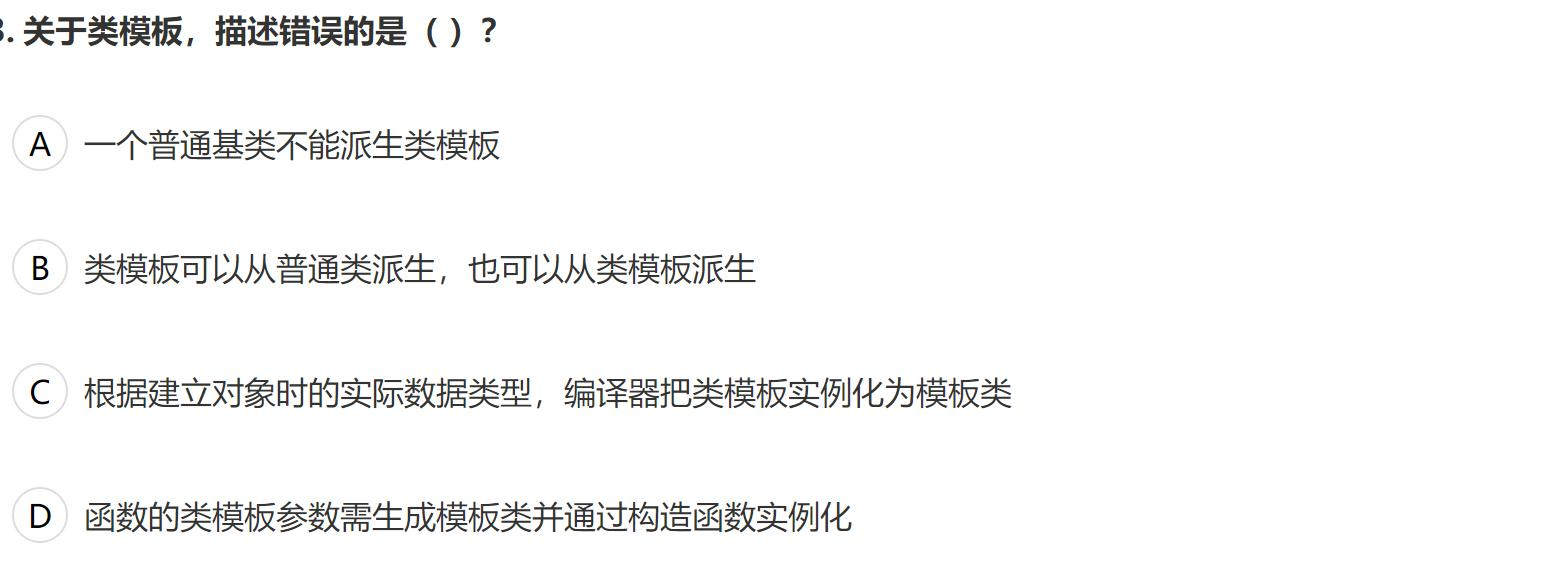 3. 关于类模板，描述错误的是（ ）？
A 一个普通基类不能派生类模板
B 类模板可以从普通类派生，也可以从类模板派生
C 根据建立对象时的实际数据类型，编译器把类模板实例化为模板类
D 函数的类模板参数需生成模板类并通过构造函数实例化